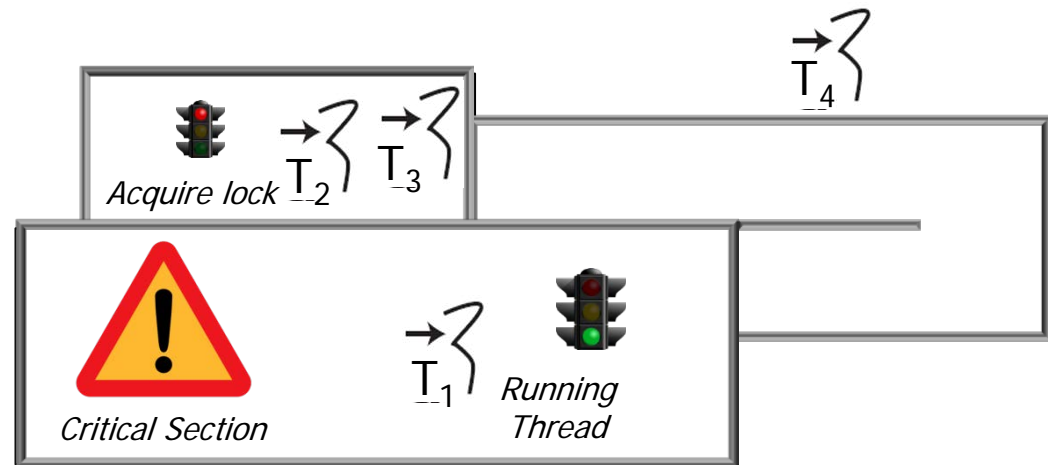 T4
Acquire lock
T2
T3
T1
Running
Thread
Critical Section